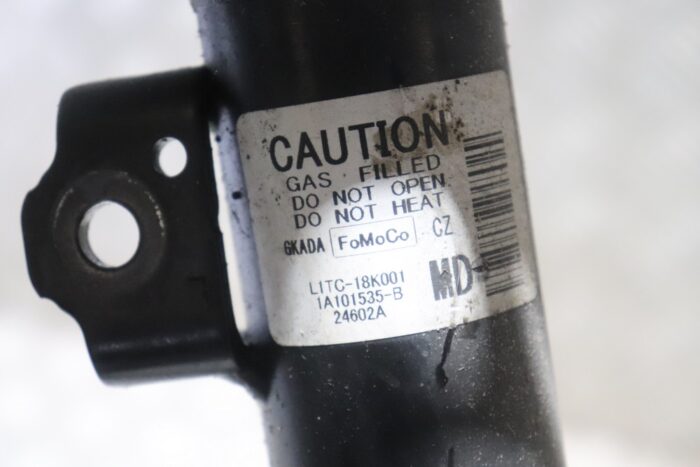 CAUTION
GAS FILLED
DO NOT OPEN
DO NOT HEAT
GKADA FoMoCo CZ
L1TC-18K001
1A101535-B
24602A
MD